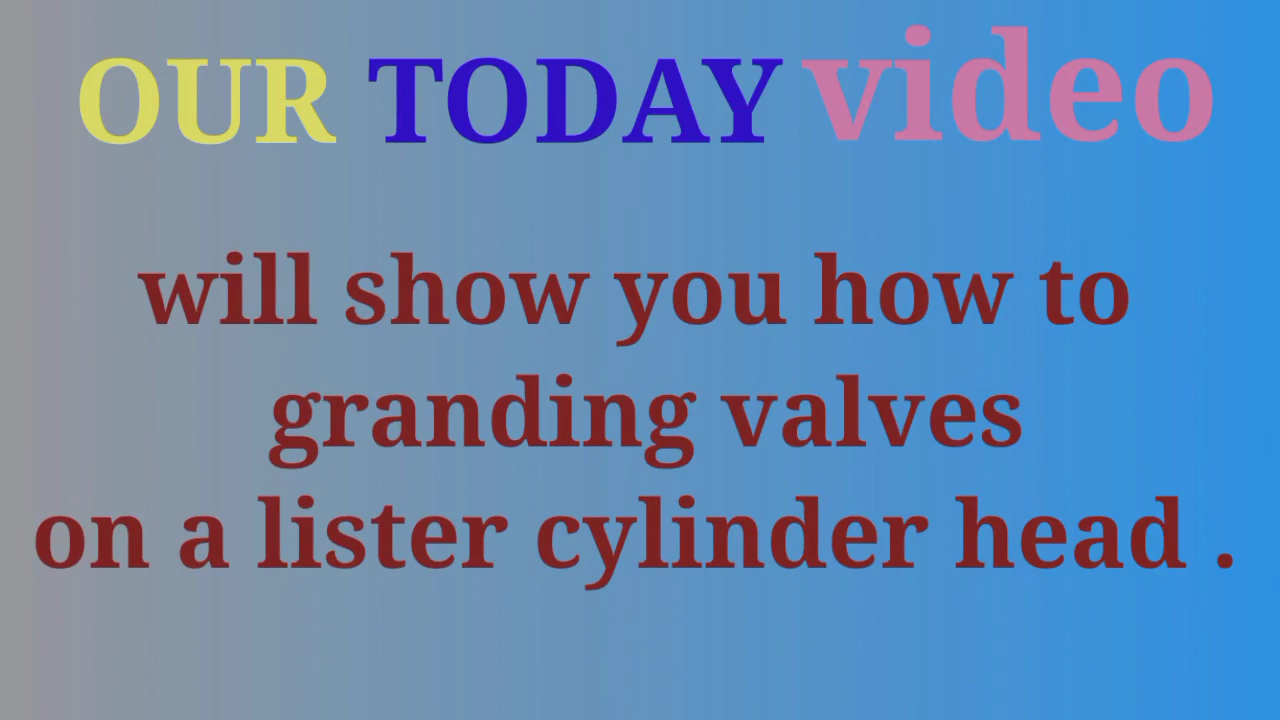 OUR TODAY video
will show you how to
granding valves
on a lister cylinder head .